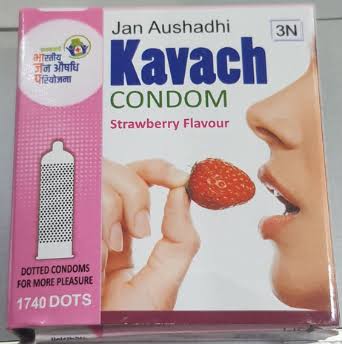 Jan Aushadhi
3N
भारतीय
जन औषधि
परियोजना
Kavach
CONDOM
Strawberry Flavour
DOTTED CONDOMS
FOR MORE PLEASURE
1740 DOTS